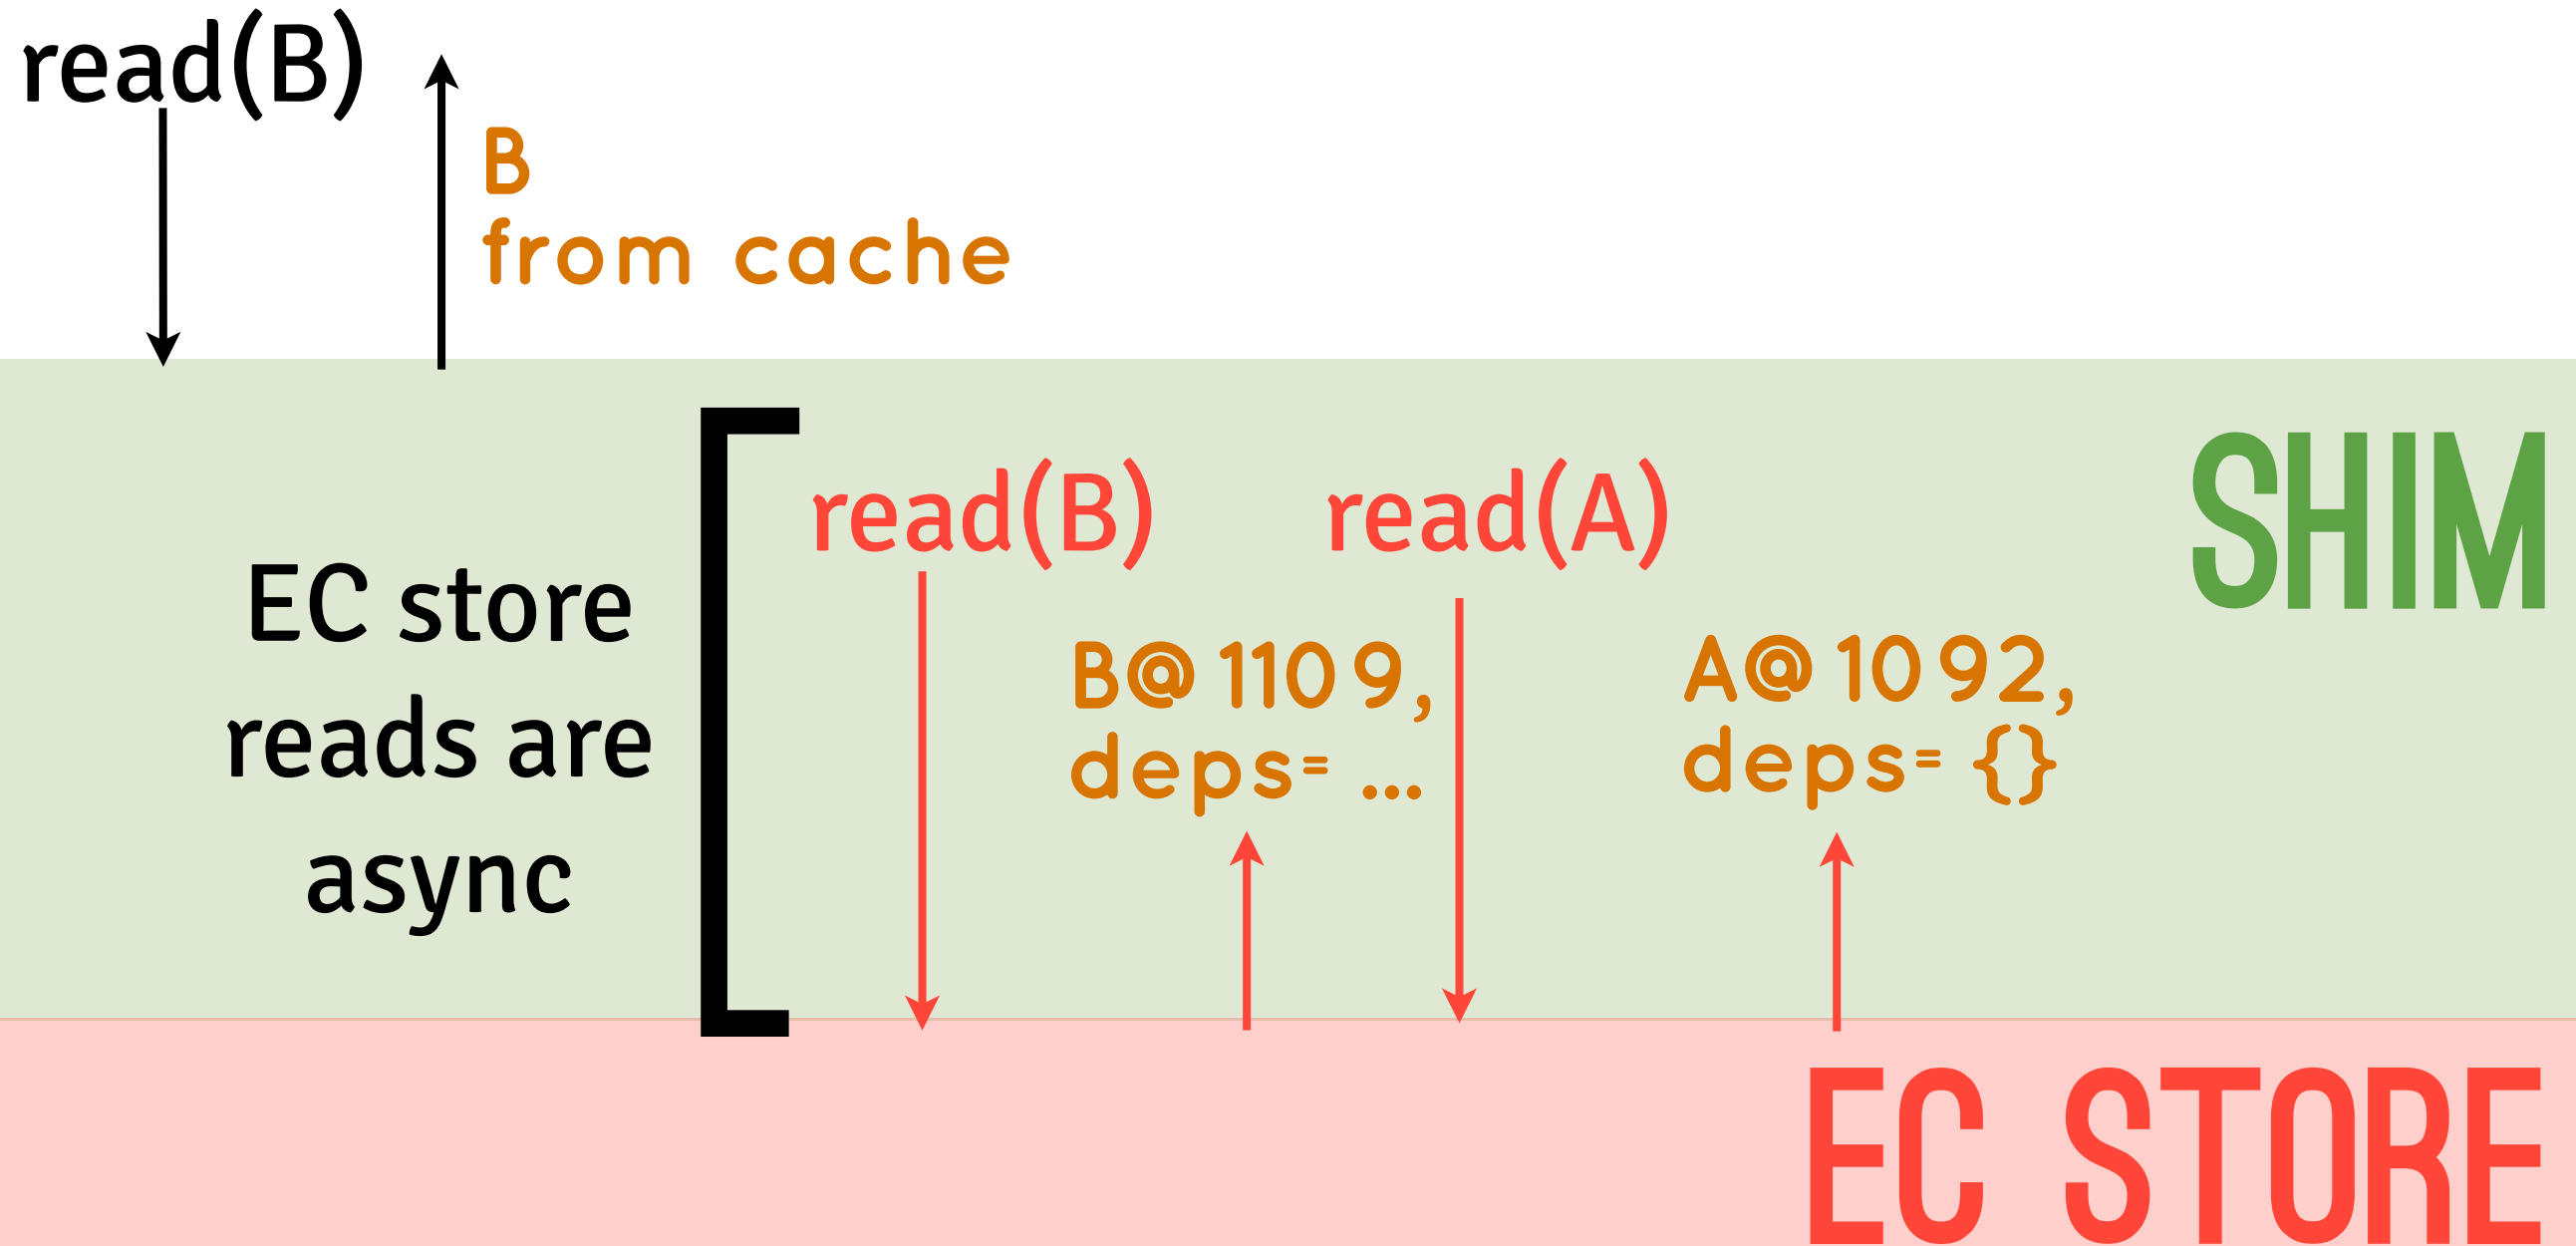 read(B)
B
from cache
EC store
reads are
async
read(B)
read(A)
B@1109,
deps= ...
A@1092,
deps= {}
SHIM
EC STORE